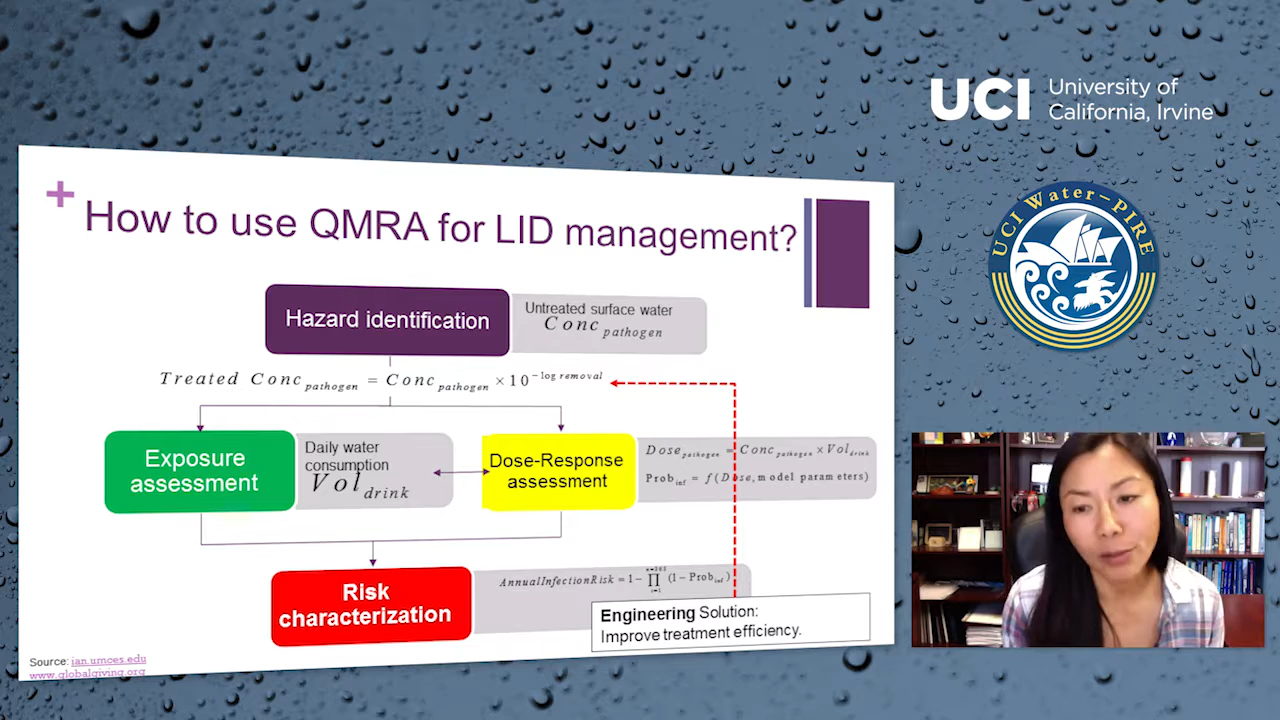 UCI University of
California, Irvine
UCI Water-PIRE
+
How to use QMRA for LID management?
Hazard identification
Untreated surface water
Conc pathogen
Treated Conc pathogen = Conc pathogen × 10 −log removal
Exposure
assessment
Daily water
consumption
Vol drink
Dose-Response
assessment
Dose pathogen = Conc pathogen × Vol drink
Prob inf = f(Dose, model parameters)
Risk
characterization
AnnualInfectionRisk = 1− ∏ (1−Prob inf)
Engineering Solution:
Improve treatment efficiency.
Source: ian.umces.edu
www.globalgiving.org